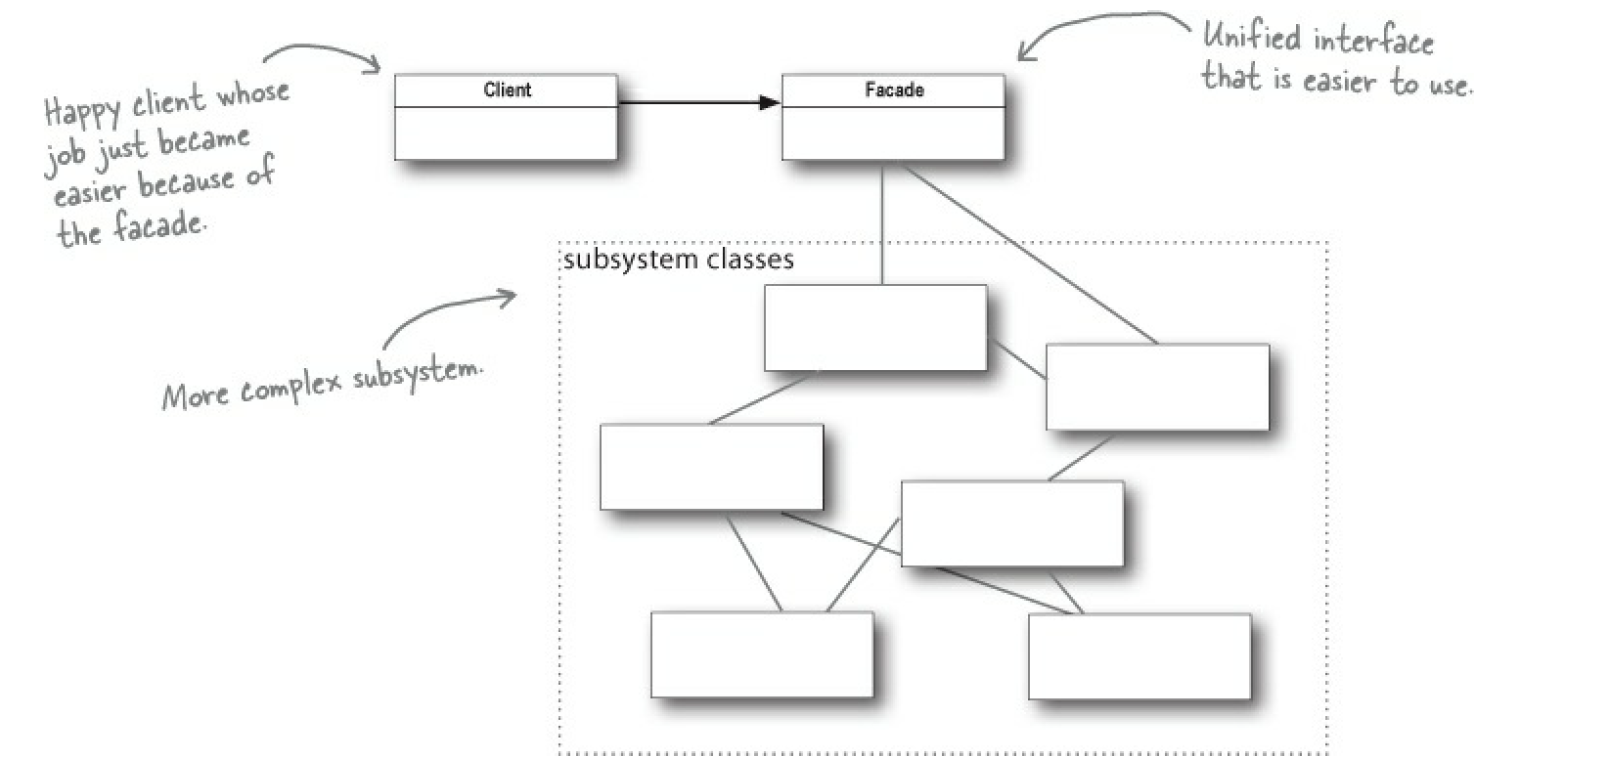 Client
Facade
Unified interface
that is easier to use.
Happy client whose
job just became
easier because of
the facade.
subsystem classes
More complex subsystem.